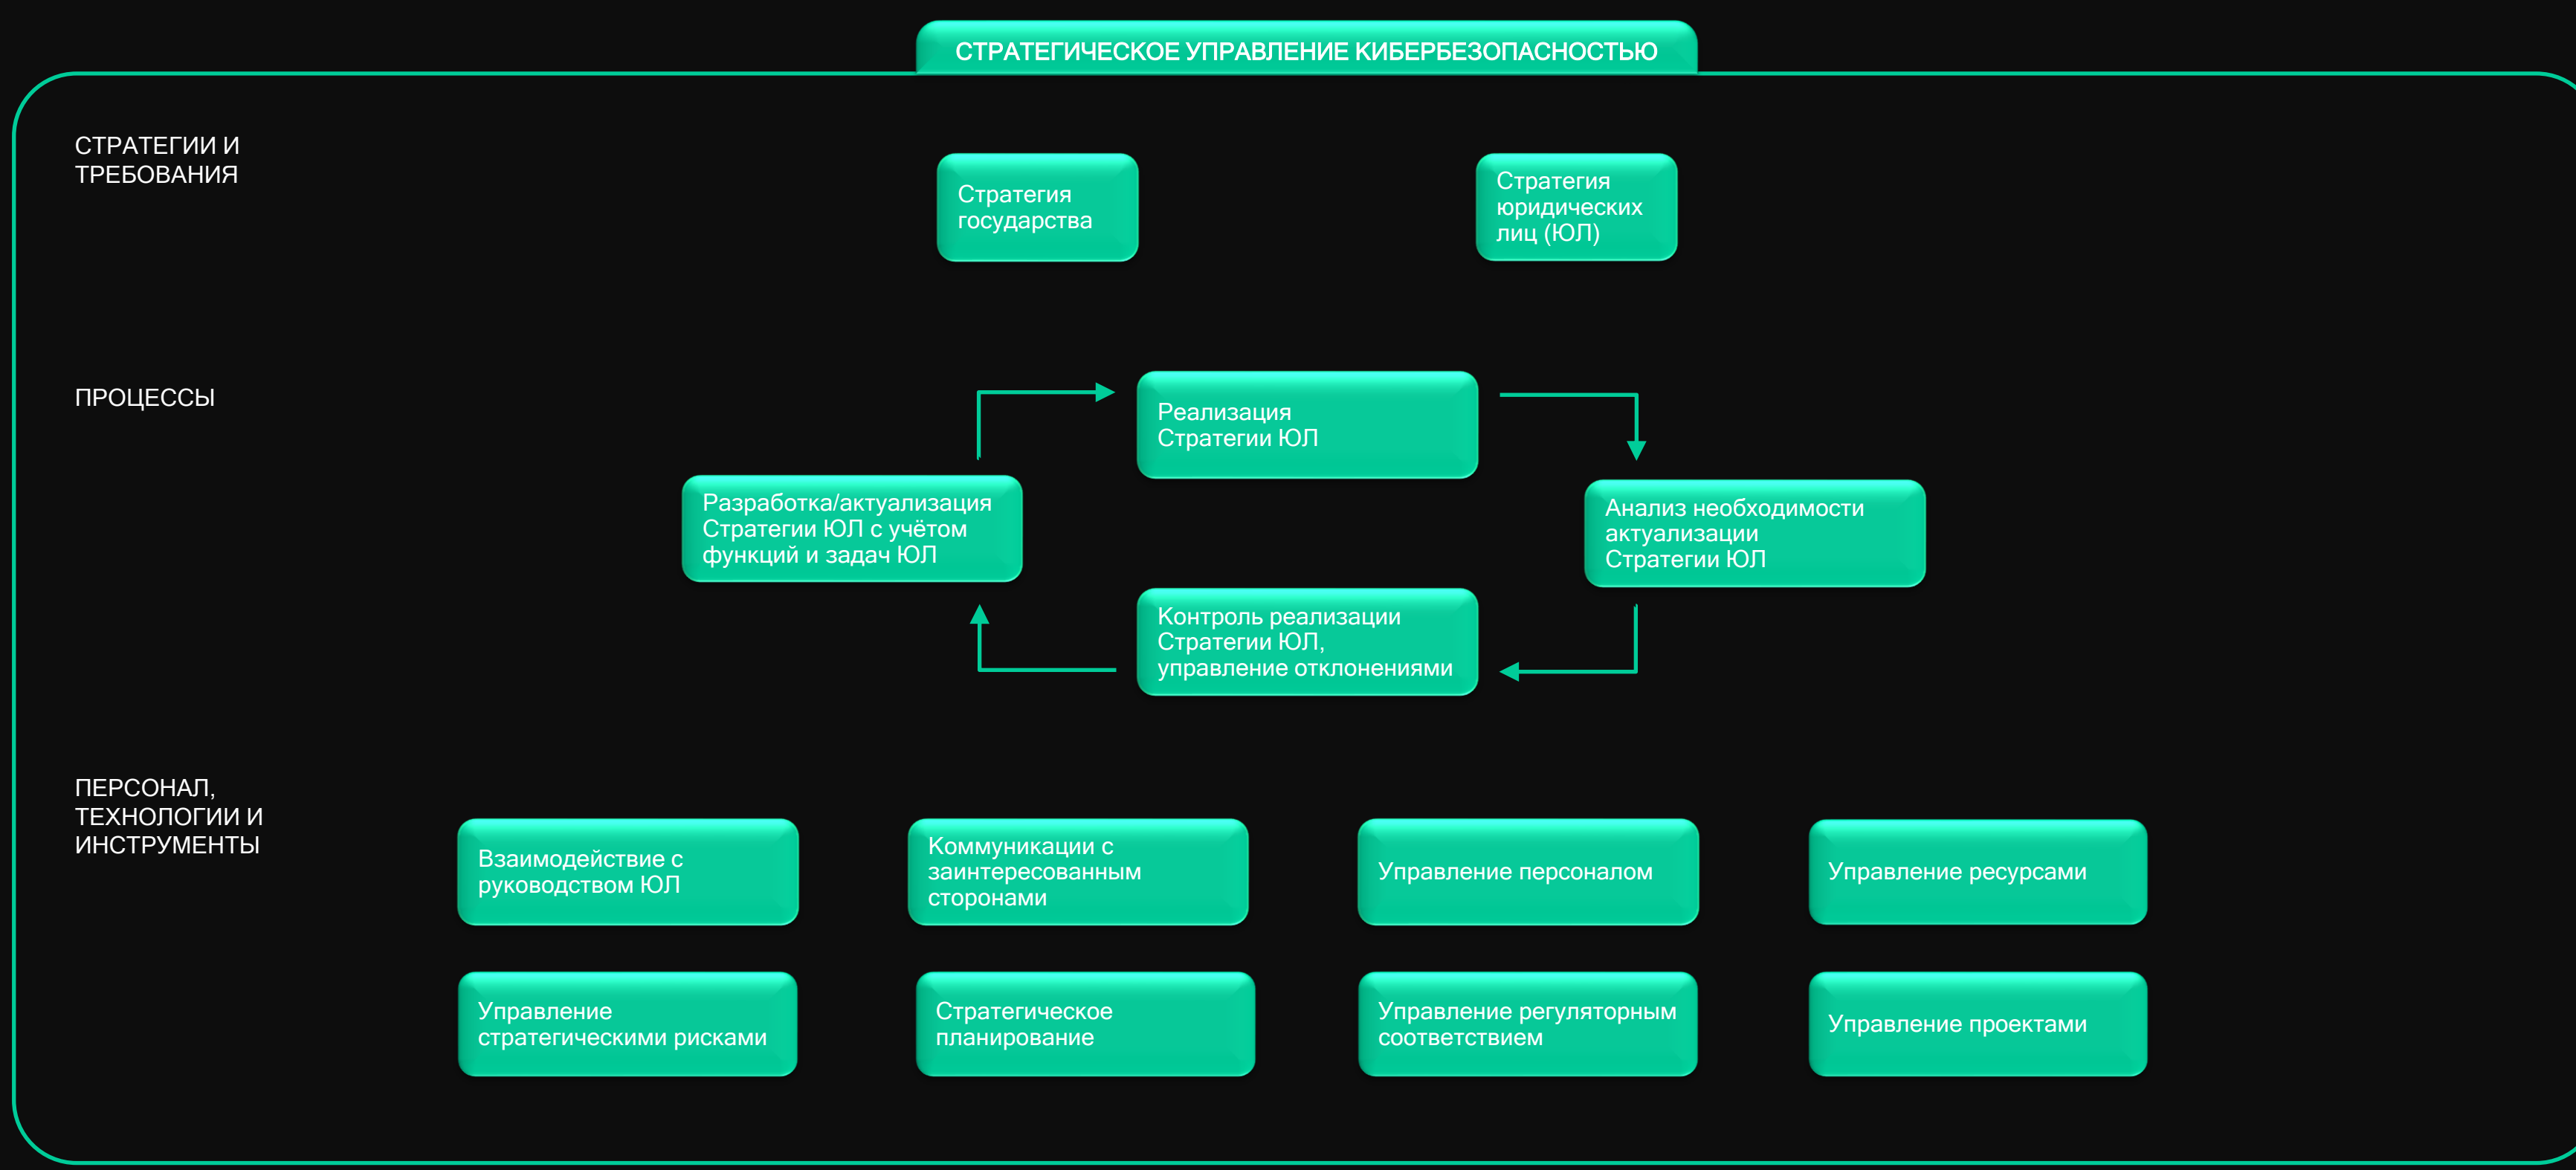 СТРАТЕГИЧЕСКОЕ УПРАВЛЕНИЕ КИБЕРБЕЗОПАСНОСТЬЮ
СТРАТЕГИИ И
ТРЕБОВАНИЯ
Стратегия
государства
Стратегия
юридических
лиц (ЮЛ)
ПРОЦЕССЫ
Реализация
Стратегии ЮЛ
Разработка/актуализация
Стратегии ЮЛ с учётом
функций и задач ЮЛ
Анализ необходимости
актуализации
Стратегии ЮЛ
Контроль реализации
Стратегии ЮЛ,
управление отклонениями
ПЕРСОНАЛ,
ТЕХНОЛОГИИ И
ИНСТРУМЕНТЫ
Взаимодействие с
руководством ЮЛ
Коммуникации с
заинтересованным
сторонами
Управление персоналом
Управление ресурсами
Управление
стратегическими рисками
Стратегическое
планирование
Управление регуляторным
соответствием
Управление проектами